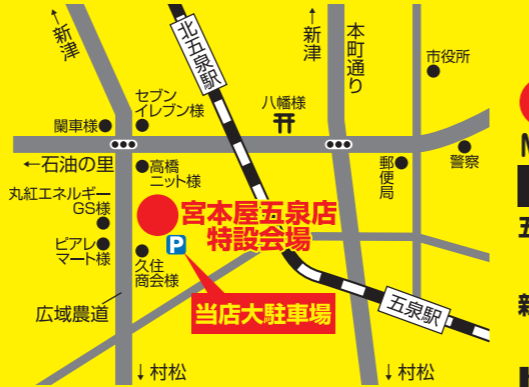 ←新津
北五泉駅
←新津
本町通り
市役所
セブン
イレブン様
関車様
八幡様
←石油の里
高橋
ニット様
郵便局
警察
丸紅エネルギー
GS様
宮本屋五泉店
特設会場
P
ピアレ
マート様
久住
商会様
広域農道
当店大駐車場
五泉駅
↓村松
↓村松